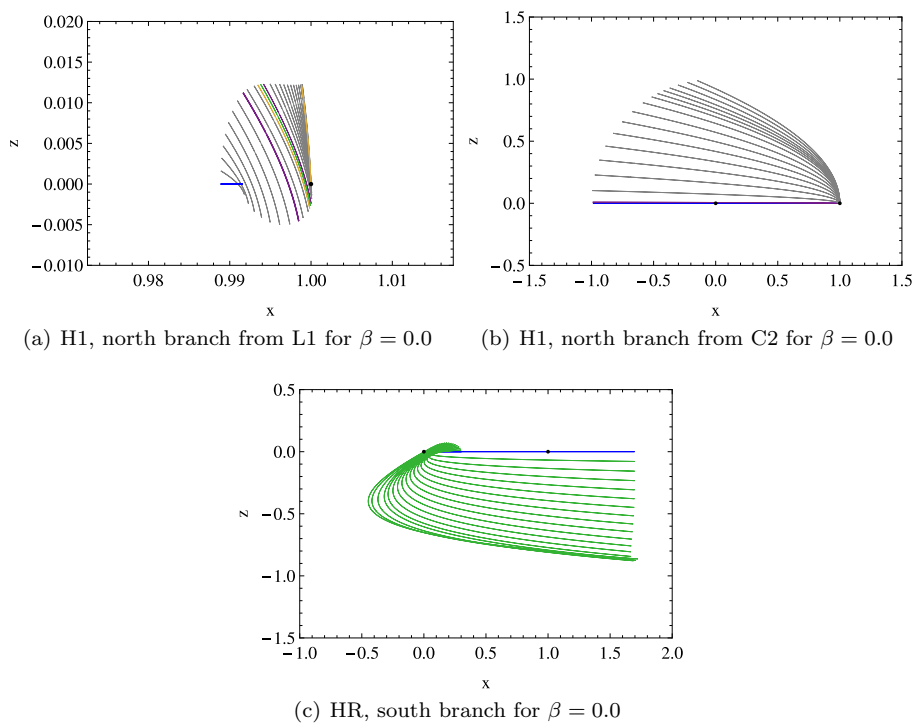 0.020
0.015
0.010
0.005
0.000
−0.005
−0.010
z
0.98 0.99 1.00 1.01
x
(a) H1, north branch from L1 for β = 0.0
1.5
1.0
0.5
0.0
−0.5
z
−1.5 −1.0 −0.5 0.0 0.5 1.0 1.5
x
(b) H1, north branch from C2 for β = 0.0
0.5
0.0
−0.5
−1.0
−1.5
z
−1.0 −0.5 0.0 0.5 1.0 1.5 2.0
x
(c) HR, south branch for β = 0.0